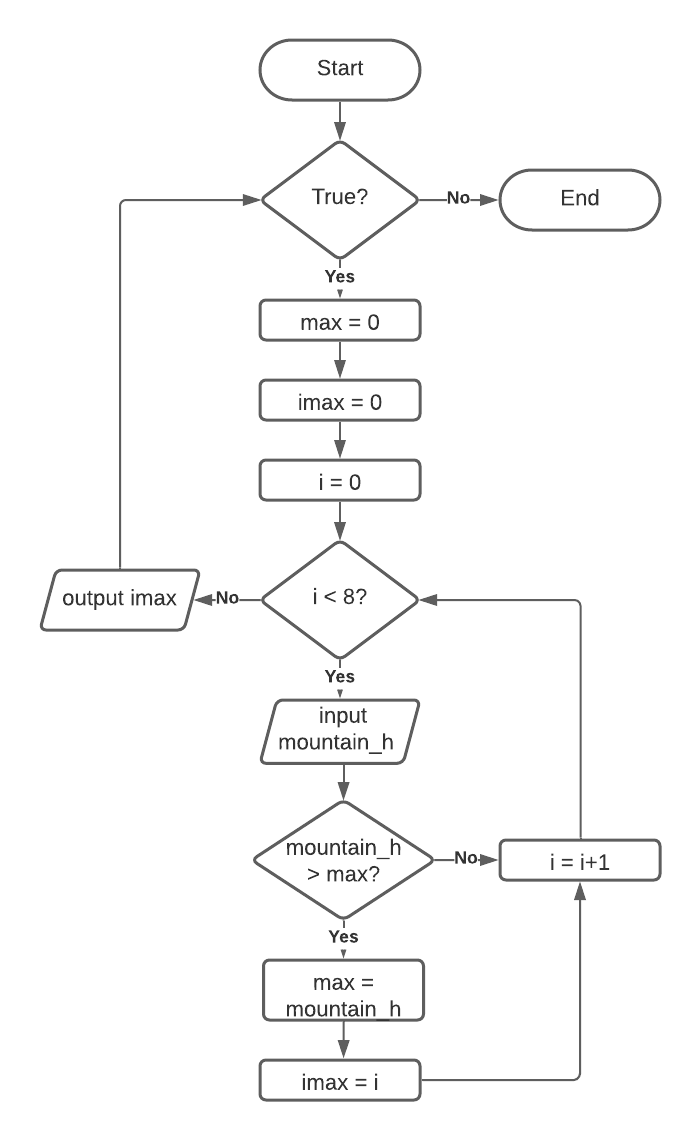 Start
True?
No
End
Yes
max = 0
imax = 0
i = 0
output imax
No
i < 8?
Yes
input
mountain_h
mountain_h
> max?
No
i = i+1
Yes
max =
mountain_h
imax = i